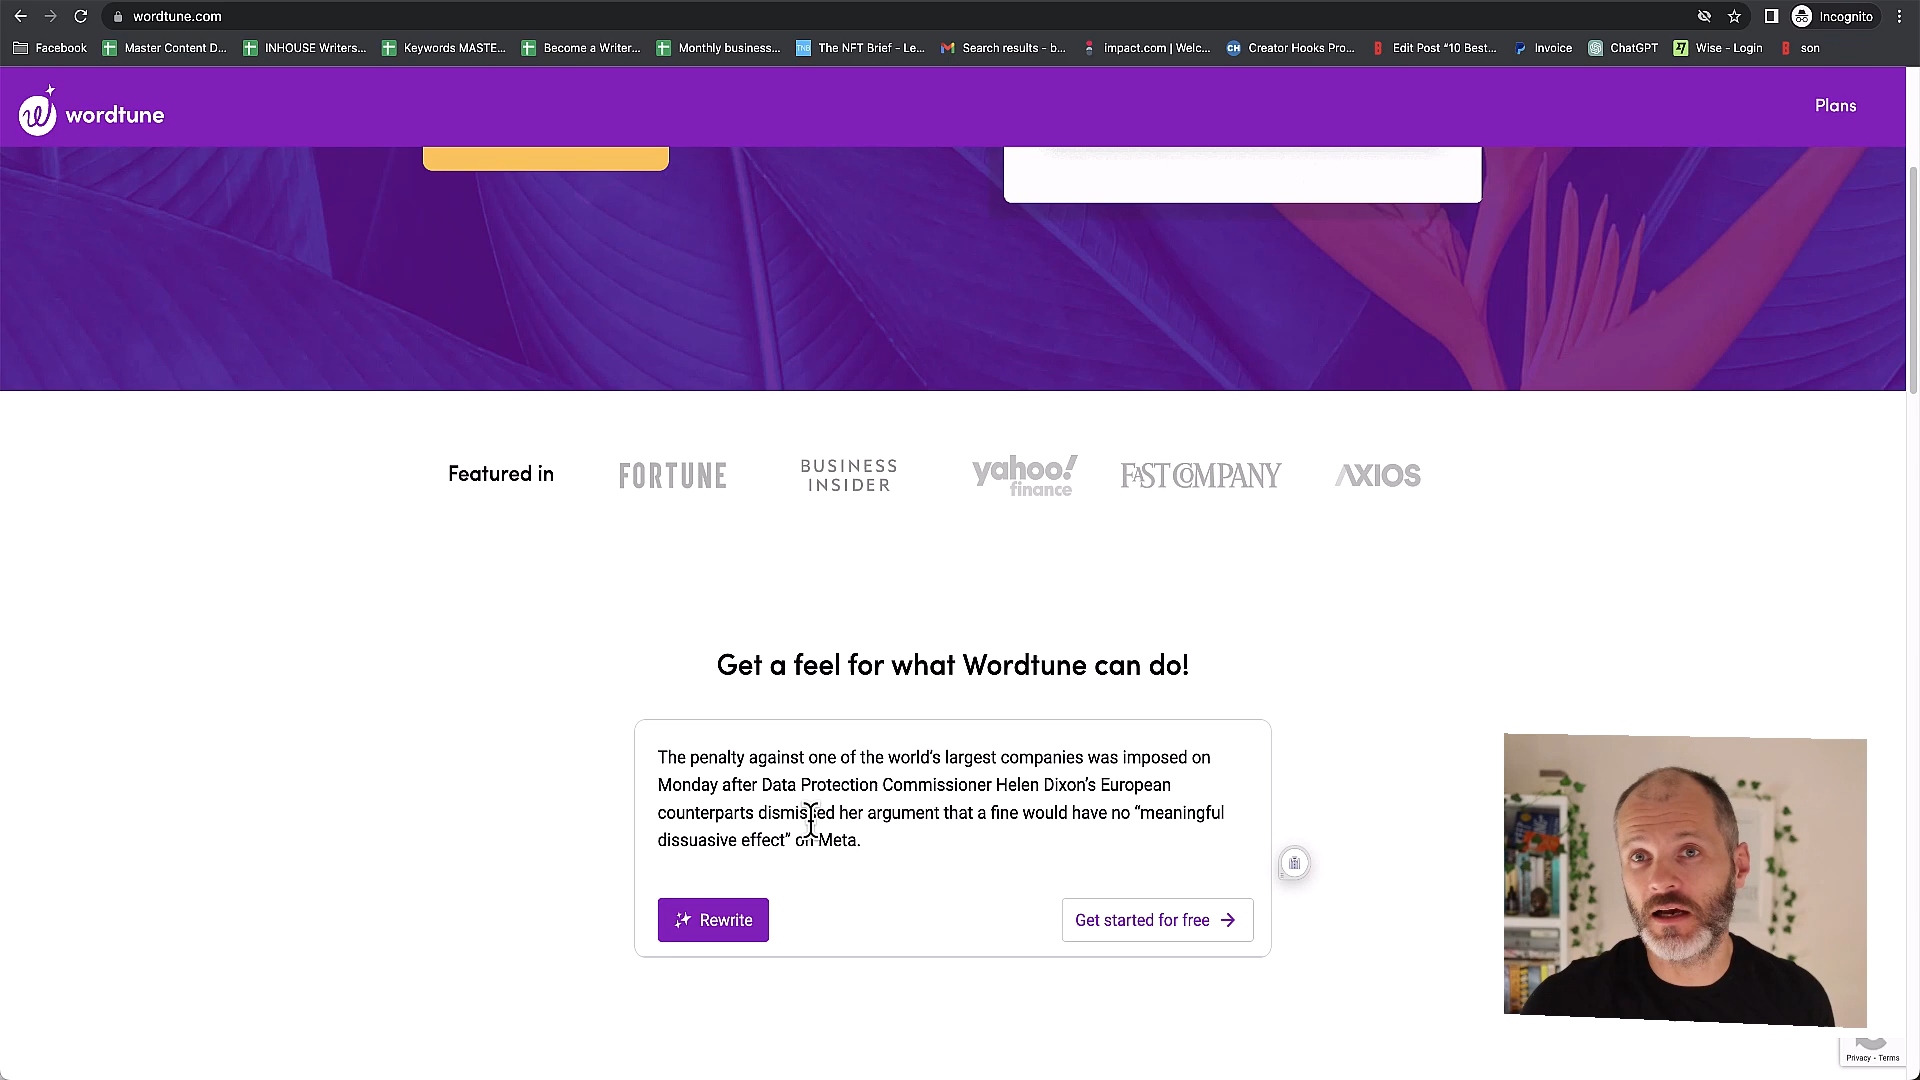 wordtune.com
Incognito
Facebook
Master Content D...
INHOUSE Writers...
Keywords MASTE...
Become a Writer...
Monthly business...
The NFT Brief - Le...
Search results - b...
impact.com | Welc...
CH
Creator Hooks Pro...
Edit Post “10 Best...
Invoice
ChatGPT
Wise - Login
son
wordtune
Plans
Featured in
FORTUNE
BUSINESS
INSIDER
yahoo!
finance
FAST COMPANY
AXIOS
Get a feel for what Wordtune can do!
The penalty against one of the world’s largest companies was imposed on
Monday after Data Protection Commissioner Helen Dixon’s European
counterparts dismissed her argument that a fine would have no “meaningful
dissuasive effect” on Meta.
Rewrite
Get started for free
Privacy - Terms